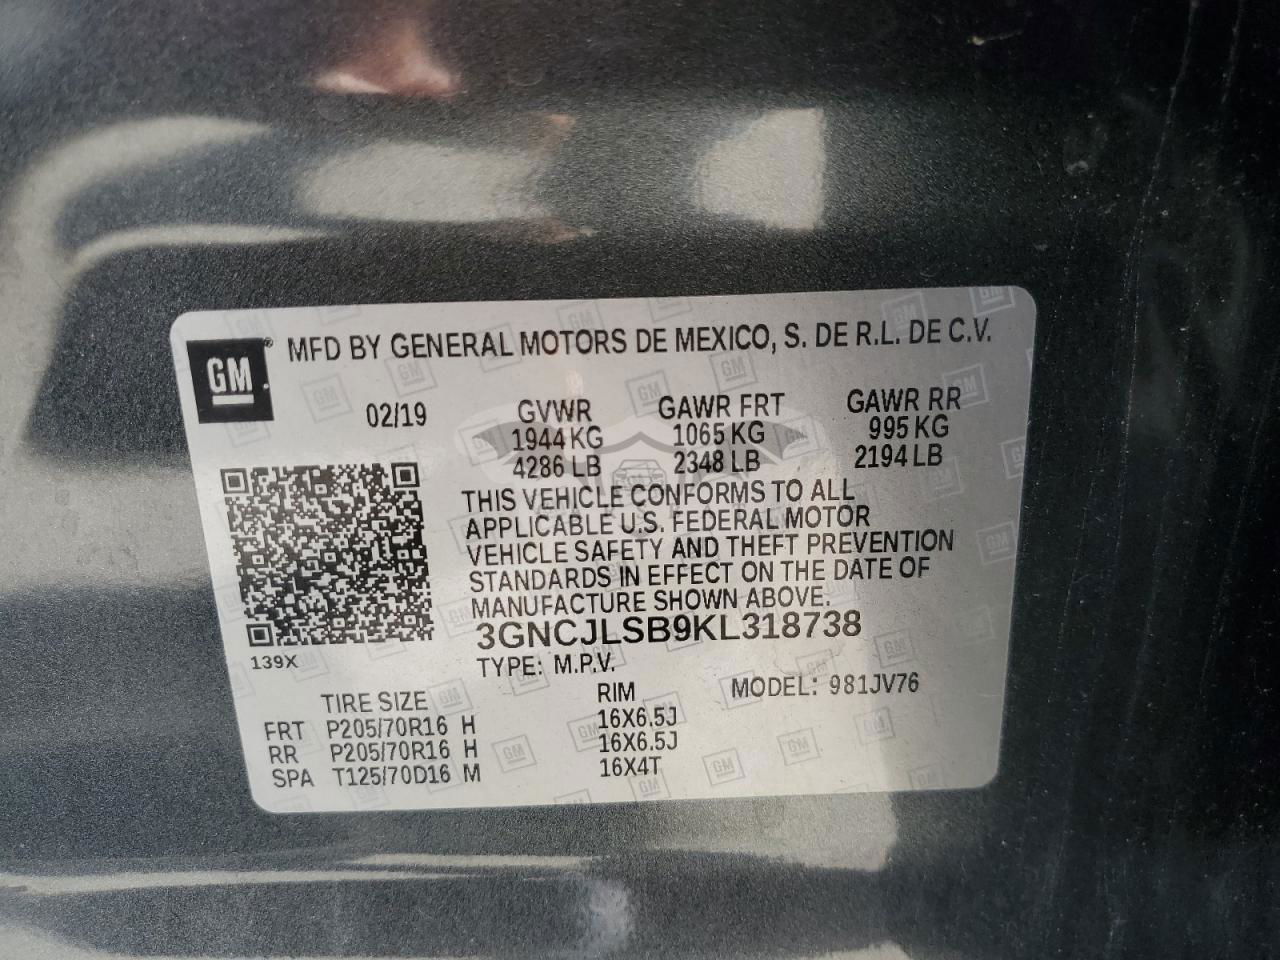 GM
MFD BY GENERAL MOTORS DE MEXICO, S. DE R.L. DE C.V.
02/19 GVWR GAWR FRT GAWR RR
1944 KG 1065 KG 995 KG
4286 LB 2348 LB 2194 LB
THIS VEHICLE CONFORMS TO ALL
APPLICABLE U.S. FEDERAL MOTOR
VEHICLE SAFETY AND THEFT PREVENTION
STANDARDS IN EFFECT ON THE DATE OF
MANUFACTURE SHOWN ABOVE.
3GNCJLSB9KL318738
139X
TYPE: M.P.V.
TIRE SIZE RIM MODEL: 981JV76
FRT P205/70R16 H 16X6.5J
RR P205/70R16 H 16X6.5J
SPA T125/70D16 M 16X4T